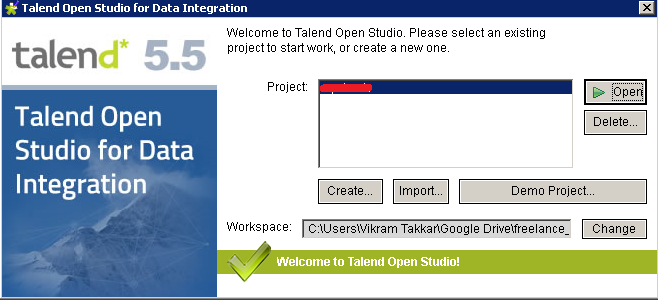 Talend Open Studio for Data Integration
Welcome to Talend Open Studio. Please select an existing
project to start work, or create a new one.
talend* 5.5
Talend Open
Studio for Data
Integration
Project:
Open
Delete...
Create... Import... Demo Project...
Workspace: C:\Users\Vikram Takkar\Google Drive\freelance_ Change
Welcome to Talend Open Studio!